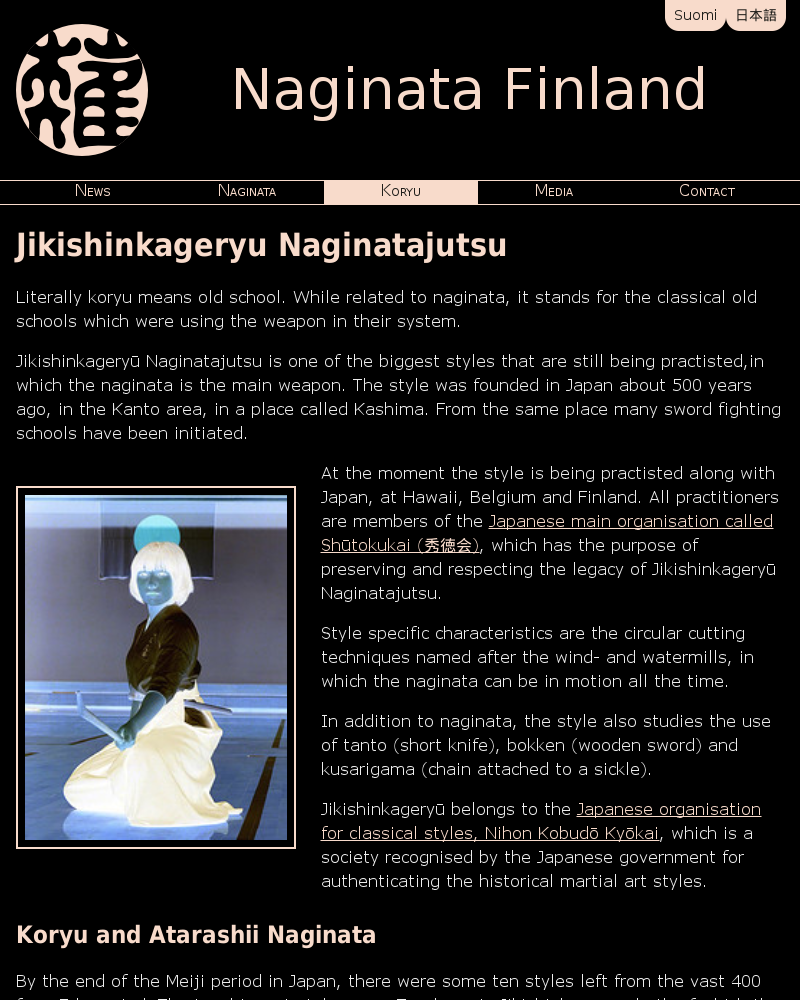 Suomi 日本語
Naginata Finland
News Naginata Koryu Media Contact
Jikishinkageryu Naginatajutsu
Literally koryu means old school. While related to naginata, it stands for the classical old
schools which were using the weapon in their system.
Jikishinkageryū Naginatajutsu is one of the biggest styles that are still being practisted,in
which the naginata is the main weapon. The style was founded in Japan about 500 years
ago, in the Kanto area, in a place called Kashima. From the same place many sword fighting
schools have been initiated.
At the moment the style is being practisted along with
Japan, at Hawaii, Belgium and Finland. All practitioners
are members of the Japanese main organisation called
Shūtokukai (秀徳会), which has the purpose of
preserving and respecting the legacy of Jikishinkageryū
Naginatajutsu.
Style specific characteristics are the circular cutting
techniques named after the wind- and watermills, in
which the naginata can be in motion all the time.
In addition to naginata, the style also studies the use
of tanto (short knife), bokken (wooden sword) and
kusarigama (chain attached to a sickle).
Jikishinkageryū belongs to the Japanese organisation
for classical styles, Nihon Kobudō Kyōkai, which is a
society recognised by the Japanese government for
authenticating the historical martial art styles.
Koryu and Atarashii Naginata
By the end of the Meiji period in Japan, there were some ten styles left from the vast 400